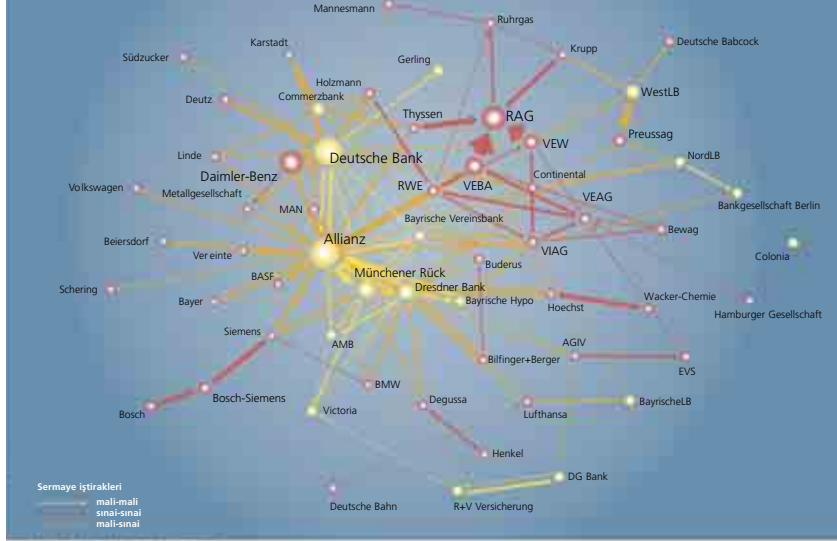 Mannesmann
Ruhrgas
Karstadt
Krupp
Deutsche Babcock
Südzucker
Gerling
Holzmann
Deutz
Commerzbank
WestLB
Thyssen
RAG
Preussag
VEW
Linde
Deutsche Bank
NordLB
Daimler-Benz
Continental
Volkswagen
RWE
VEBA
Metallgesellschaft
VEAG
Bankgesellschaft Berlin
MAN
Bayrische Vereinsbank
Bewag
Beiersdorf
Allianz
Vereinte
VIAG
Colonia
Buderus
Münchener Rück
BASF
Schering
Dresdner Bank
Bayer
Bayrische Hypo
Hoechst
Wacker-Chemie
Hamburger Gesellschaft
Siemens
AMB
AGIV
Bilfinger+Berger
EVS
BMW
Bosch-Siemens
Bosch
Victoria
Degussa
Lufthansa
BayrischeLB
Henkel
DG Bank
Deutsche Bahn
R+V Versicherung
Sermaye iştirakleri
mali-mali
sınai-sınai
mali-sınai